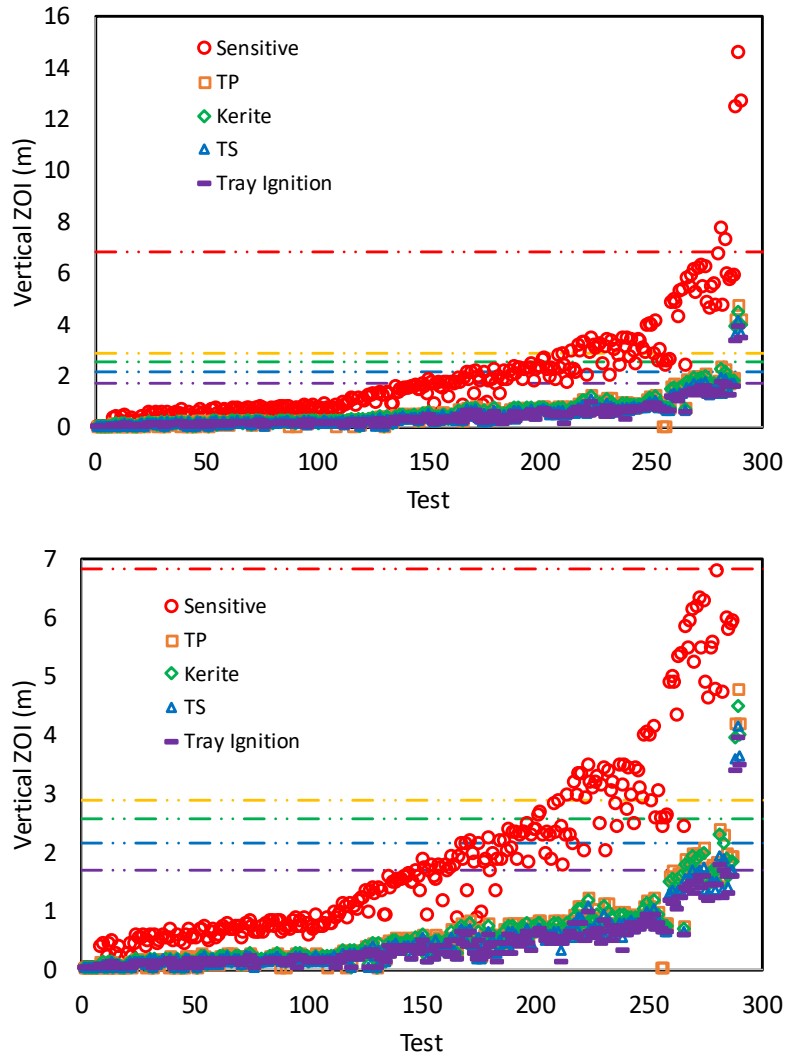 16
14
12
10
8
6
4
2
0
Vertical ZOI (m)
Sensitive
TP
Kerite
TS
Tray Ignition
0 50 100 150 200 250 300
Test
7
6
5
4
3
2
1
0
Vertical ZOI (m)
Sensitive
TP
Kerite
TS
Tray Ignition
0 50 100 150 200 250 300
Test